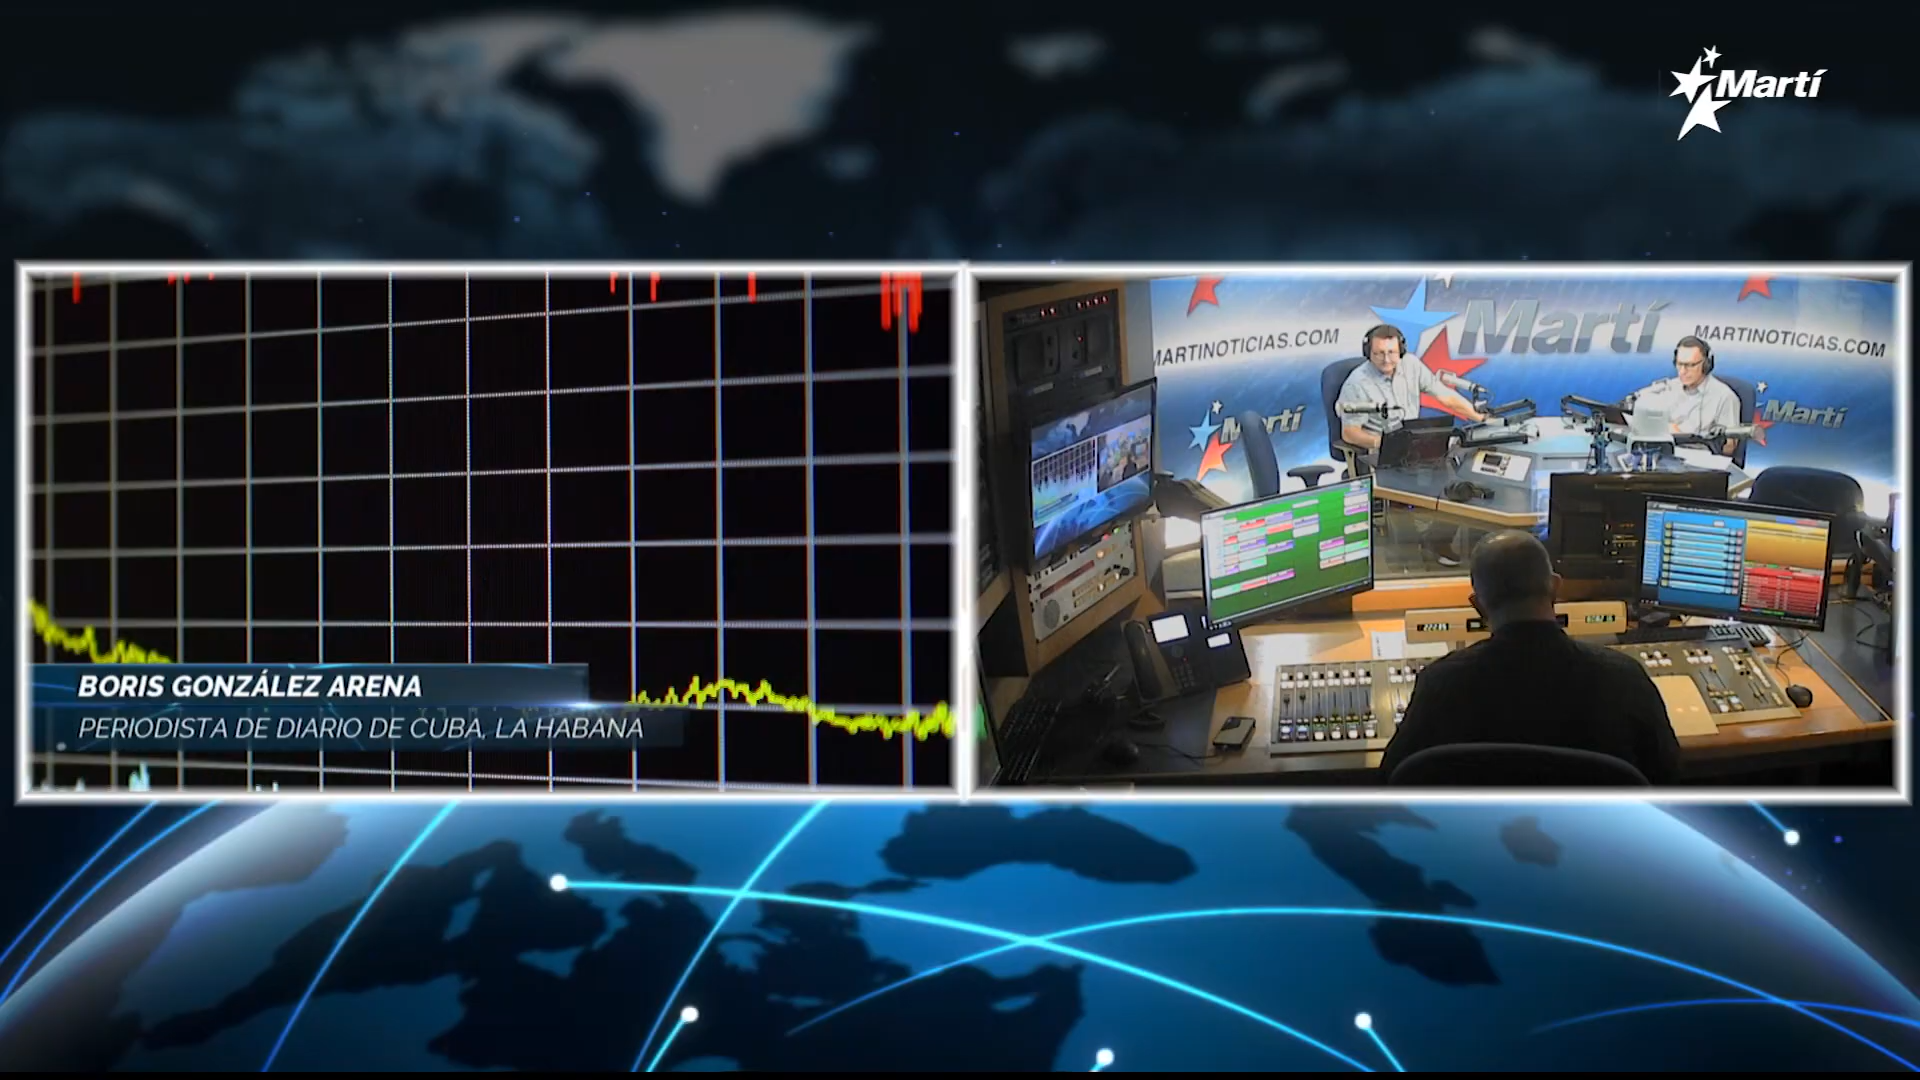 Martí
BORIS GONZÁLEZ ARENA
PERIODISTA DE DIARIO DE CUBA, LA HABANA
MARTINOTICIAS.COM
Martí
MARTINOTICIAS.COM
Martí
Martí